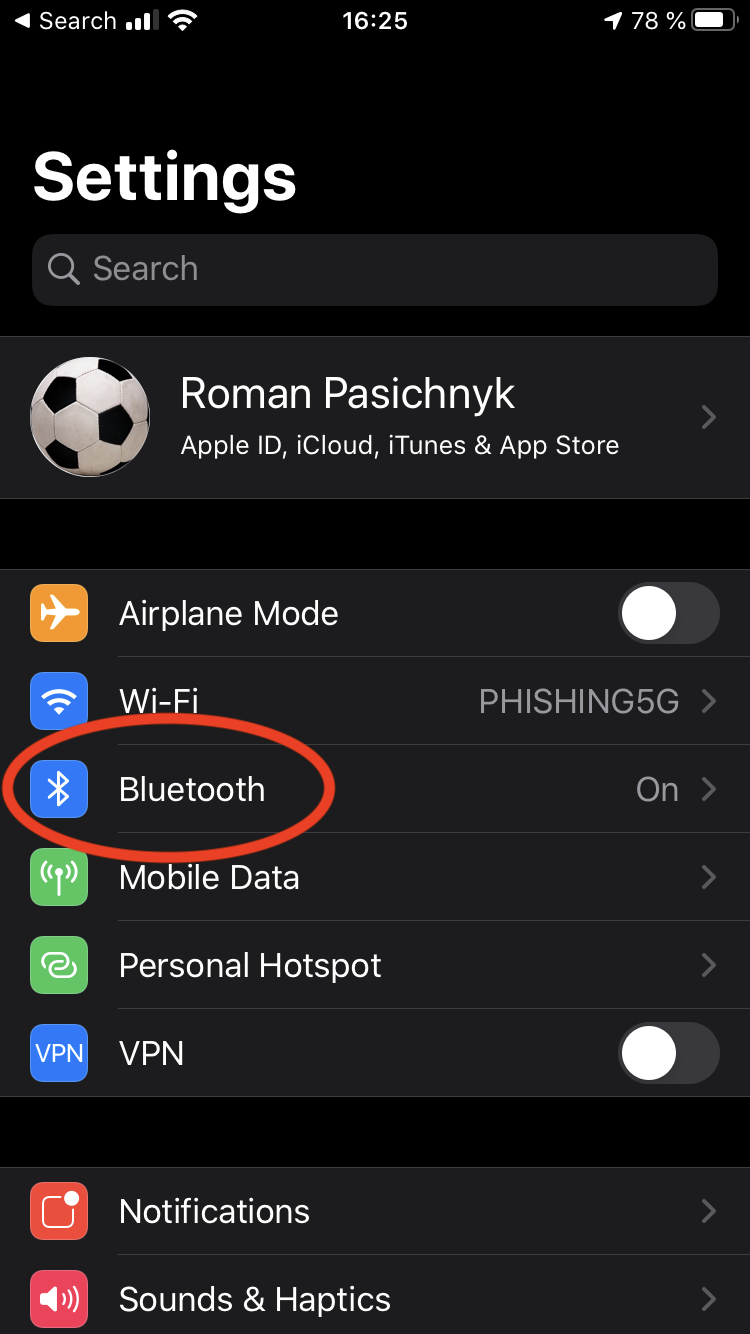 Search 16:25 78 %
Settings
Search
Roman Pasichnyk
Apple ID, iCloud, iTunes & App Store
Airplane Mode
Wi-Fi PHISHING5G
Bluetooth On
Mobile Data
Personal Hotspot
VPN VPN
Notifications
Sounds & Haptics